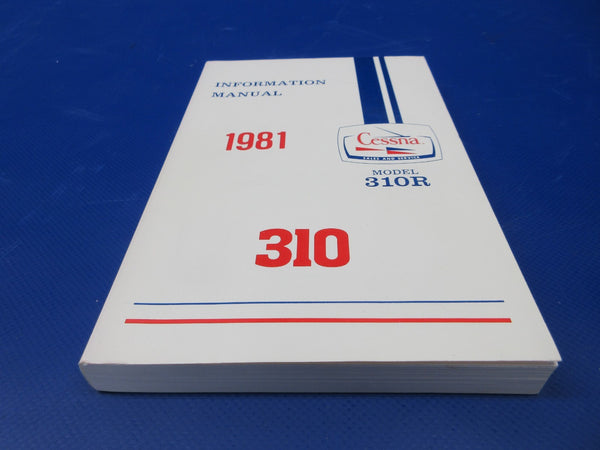 INFORMATION
MANUAL
1981
Cessna
SALES AND SERVICE
MODEL
310R
310